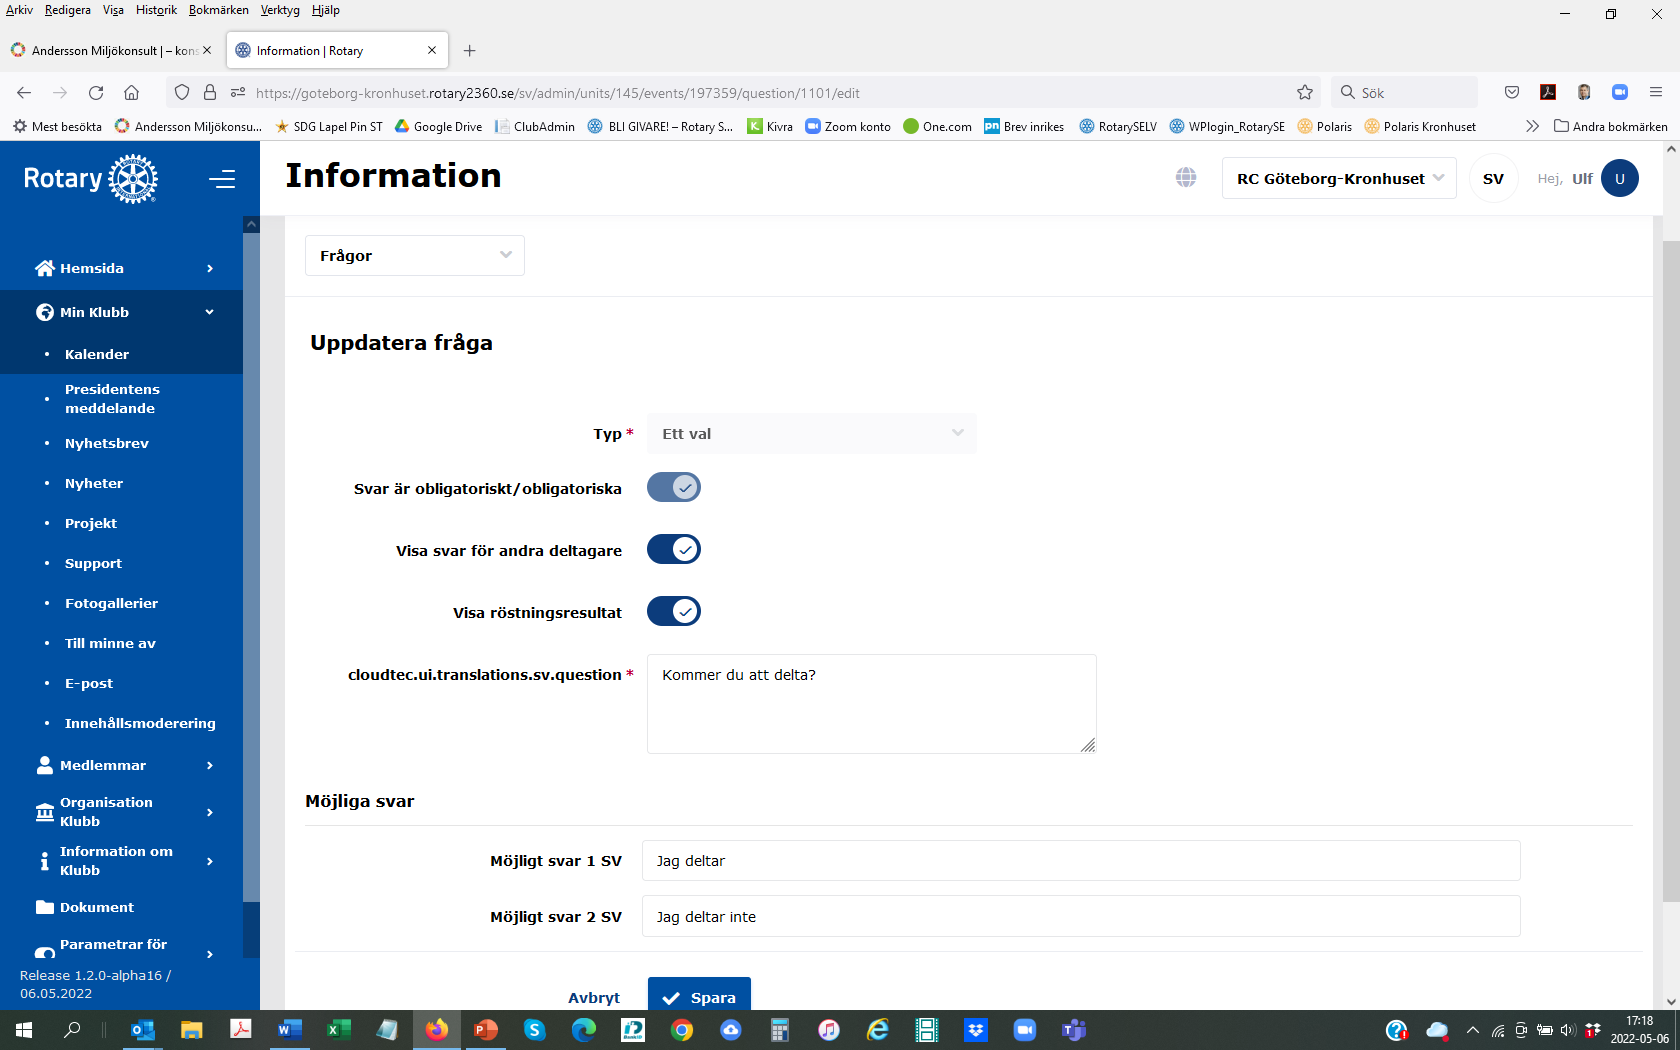 Arkiv Redigera Visa Historik Bokmärken Verktyg Hjälp
Andersson Miljökonsult | – kons
Information | Rotary
https://goteborg-kronhuset.rotary2360.se/sv/admin/units/145/events/197359/question/1101/edit
Sök
Mest besökta Andersson Miljökonsu... SDG Lapel Pin ST Google Drive ClubAdmin BLI GIVARE! – Rotary S... Kivra Zoom konto One.com Brev inrikes RotarySELV WPlogin_RotarySE Polaris Polaris Kronhuset Andra bokmärken
Rotary
Information
RC Göteborg-Kronhuset
SV
Hej, Ulf
U
Hemsida
Min Klubb
Kalender
Presidentens
meddelande
Nyhetsbrev
Nyheter
Projekt
Support
Fotogallerier
Till minne av
E-post
Innehållsmoderering
Medlemmar
Organisation
Klubb
Information om
Klubb
Dokument
Parametrar för
Release 1.2.0-alpha16 /
06.05.2022
Frågor
Uppdatera fråga
Typ *
Ett val
Svar är obligatoriskt/obligatoriska
Visa svar för andra deltagare
Visa röstningsresultat
cloudtec.ui.translations.sv.question *
Kommer du att delta?
Möjliga svar
Möjligt svar 1 SV
Jag deltar
Möjligt svar 2 SV
Jag deltar inte
Avbryt
Spara
17:18
2022-05-06